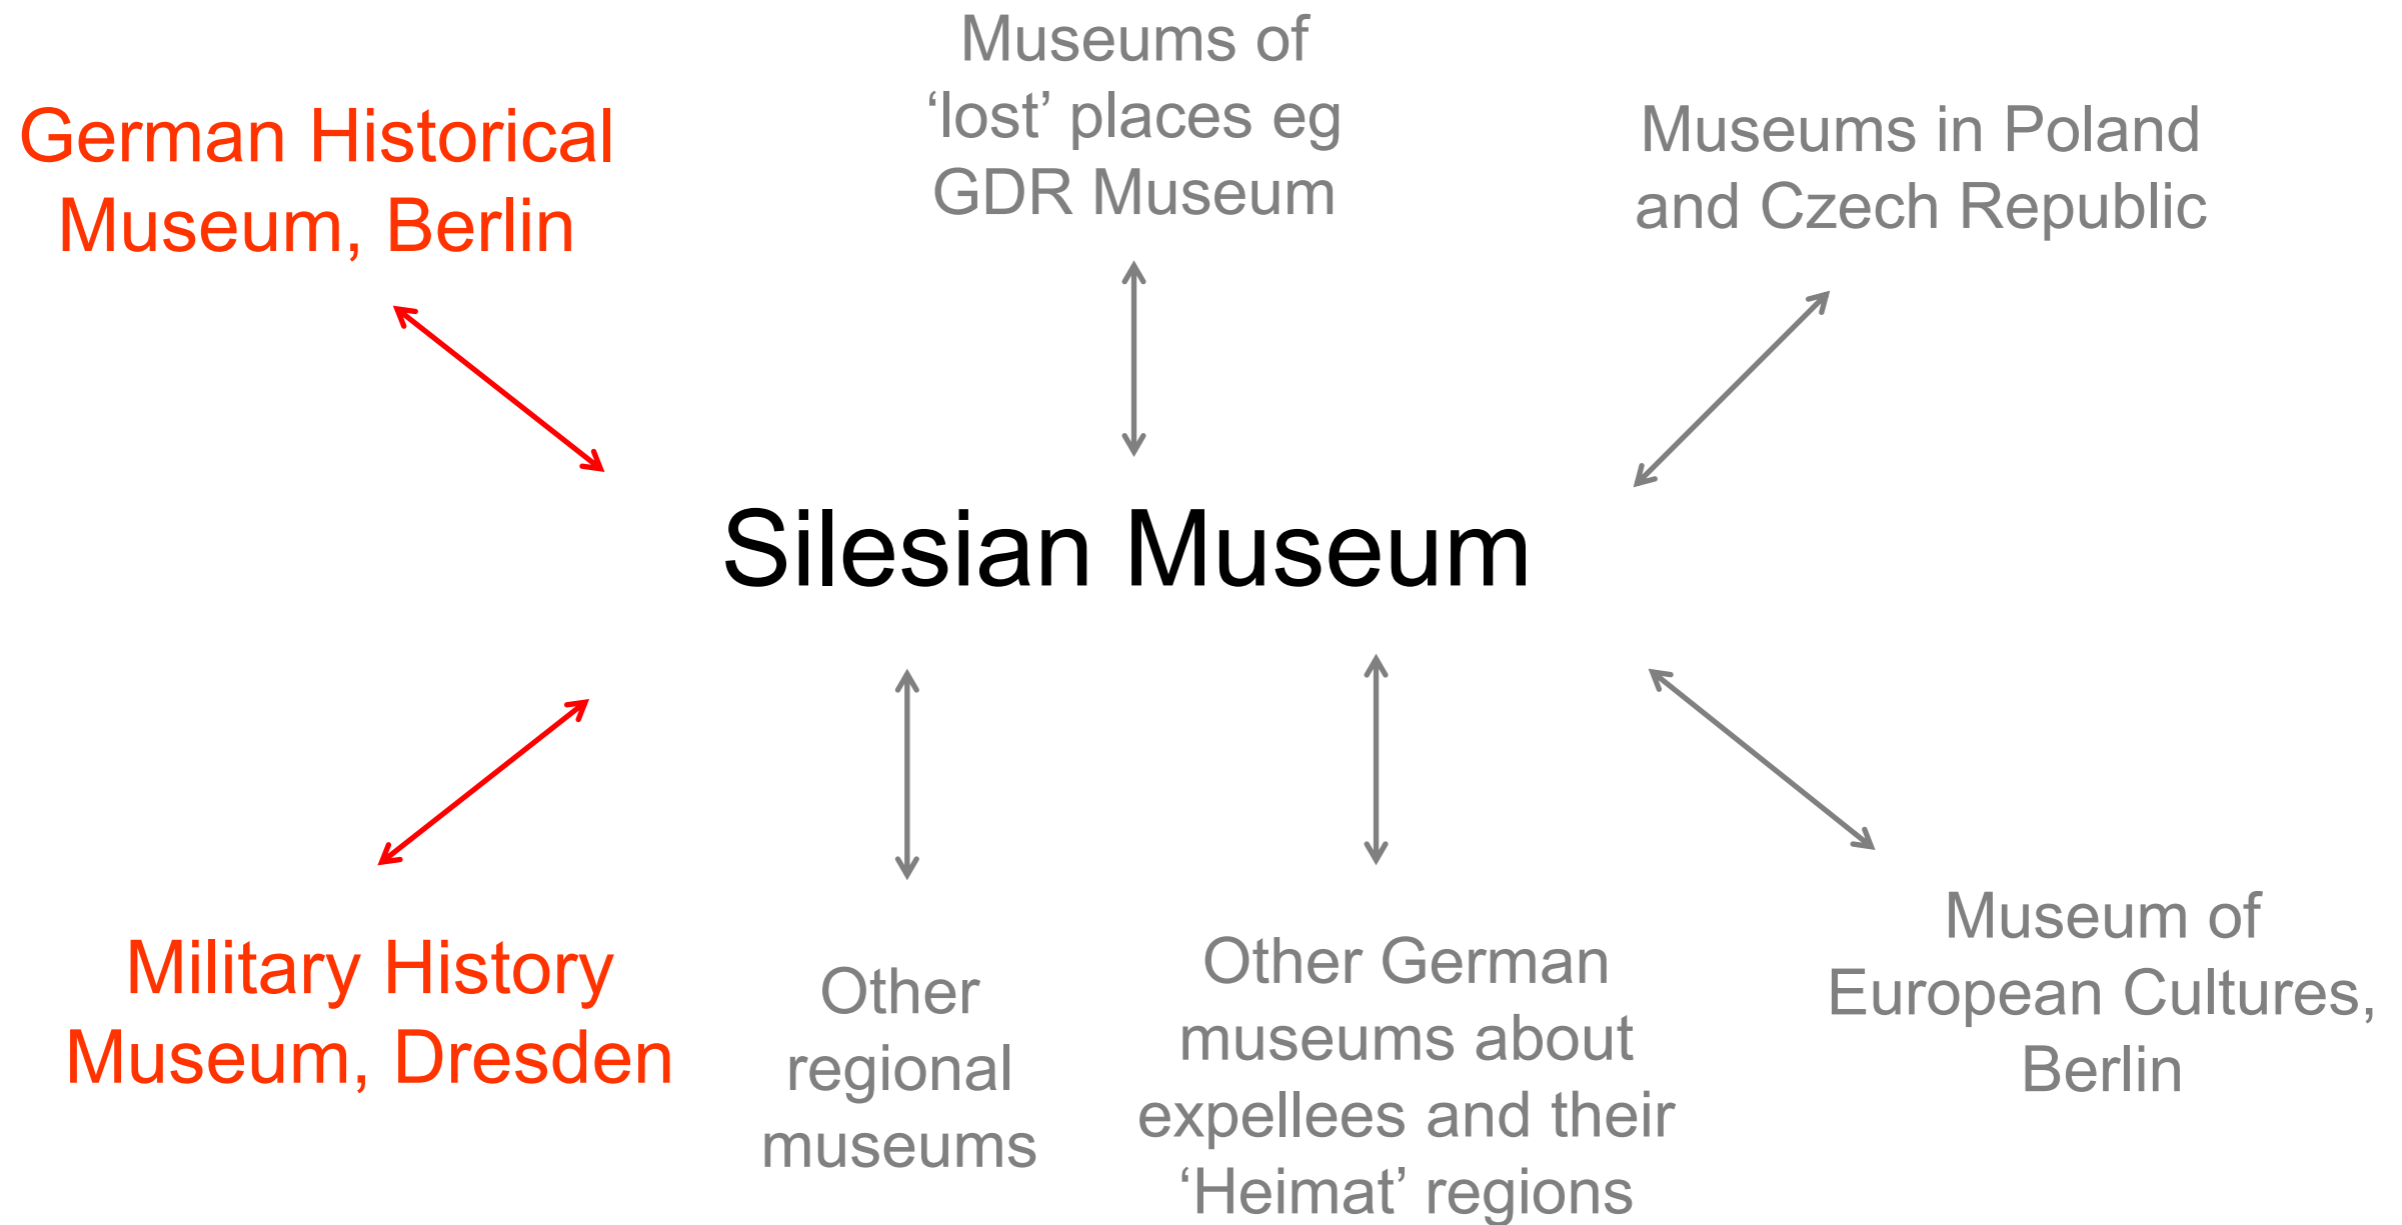 German Historical
Museum, Berlin
Museums of
‘lost’ places eg
GDR Museum
Museums in Poland
and Czech Republic
Silesian Museum
Military History
Museum, Dresden
Other
regional
museums
Other German
museums about
expellees and their
‘Heimat’ regions
Museum of
European Cultures,
Berlin